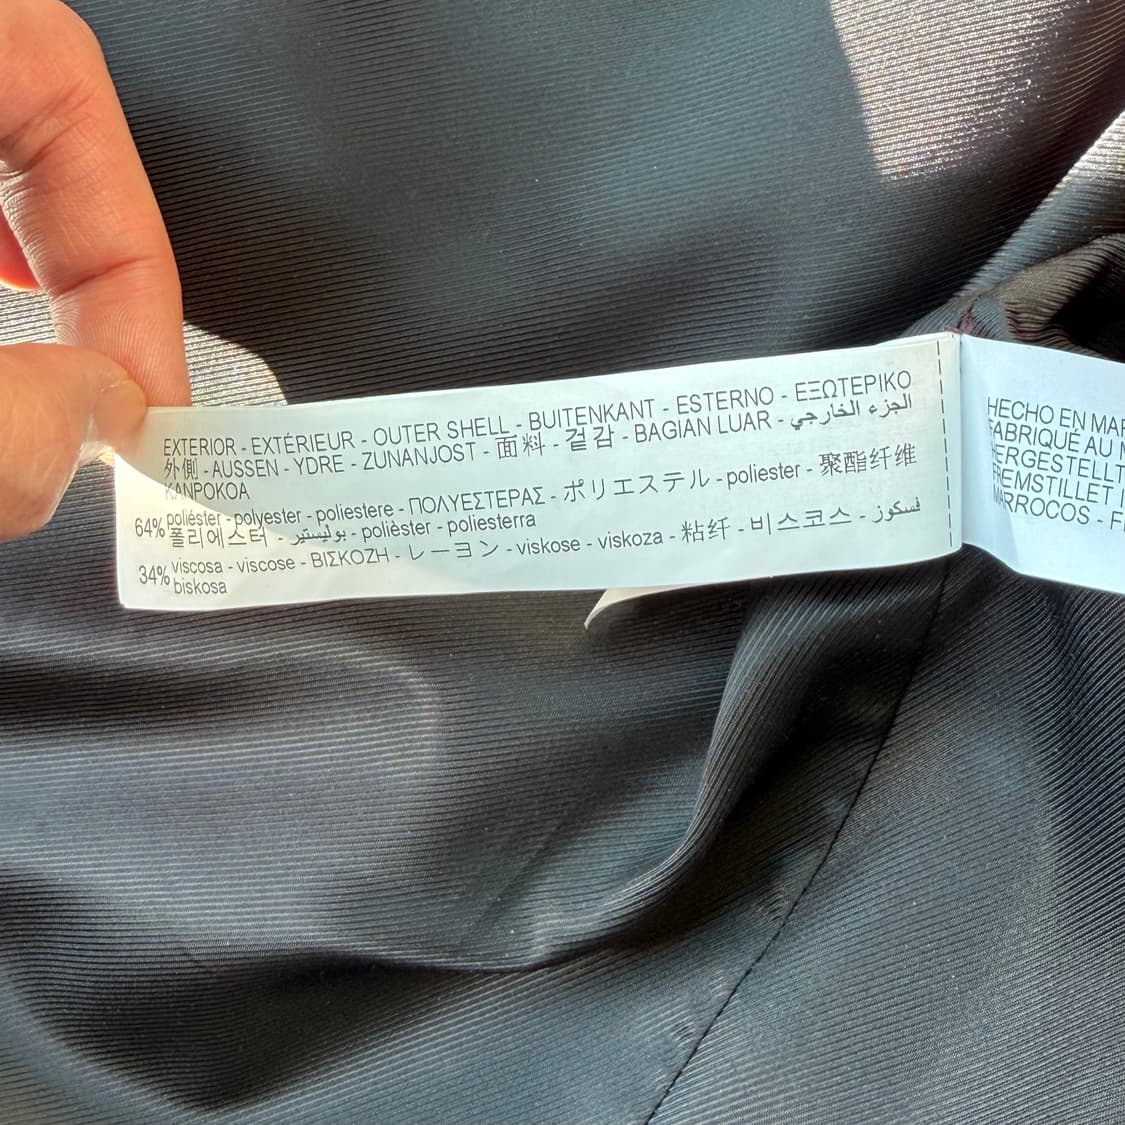 EXTERIOR - EXTÉRIEUR - OUTER SHELL - BUITENKANT - ESTERNO - ΕΞΩΤΕΡΙΚΟ
外側 - AUSSEN - YDRE - ZUNANJOST - 面料 - 겉감 - BAGIAN LUAR - الجزء الخارجي
KANPOKOA
64% poliéster - polyester - poliestere - ΠΟΛΥΕΣΤΕΡΑΣ - ポリエステル - poliester - 聚酯纤维
폴리에스터 - بوليستير - polièster - poliesterra
34% viscosa - viscose - ΒΙΣΚΟΖΗ - レーヨン - viskose - viskoza - 粘纤 - 비스코스 - فسكوز
biskosa
HECHO EN MAR
FABRIQUÉ AU M
HERGESTELLT
FREMSTILLET I
MARROCOS - F